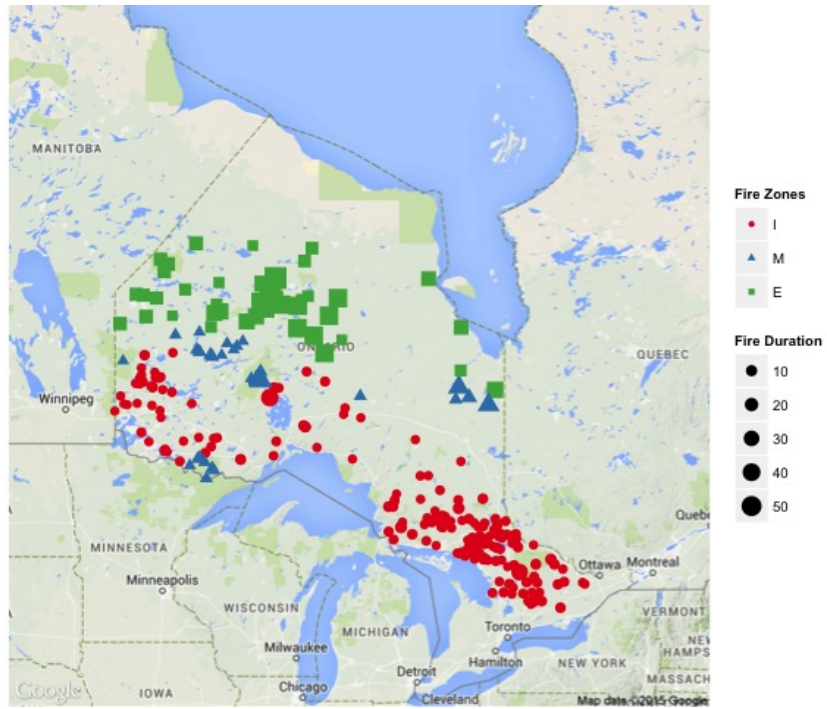 MANITOBA
Fire Zones
I
M
E
Fire Duration
10
20
30
40
50
ONTARIO
QUEBEC
Winnipeg
Quebe
MINNESOTA
Ottawa
Montreal
Minneapolis
WISCONSIN
VERMONT
Toronto
MICHIGAN
NEW
HAMPS
Milwaukee
Hamilton
NEW YORK
Detroit
MASSACH
Chicago
Cleveland
IOWA
Google
Map data ©2015 Google